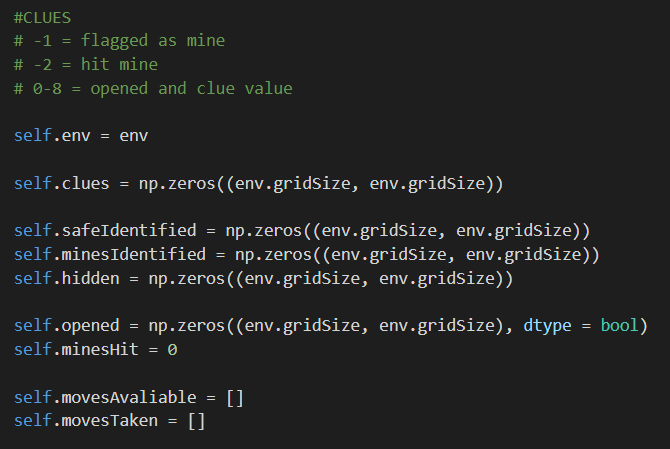 #CLUES
# -1 = flagged as mine
# -2 = hit mine
# 0-8 = opened and clue value
self.env = env
self.clues = np.zeros((env.gridSize, env.gridSize))
self.safeIdentified = np.zeros((env.gridSize, env.gridSize))
self.minesIdentified = np.zeros((env.gridSize, env.gridSize))
self.hidden = np.zeros((env.gridSize, env.gridSize))
self.opened = np.zeros((env.gridSize, env.gridSize), dtype = bool)
self.minesHit = 0
self.movesAvaliable = []
self.movesTaken = []